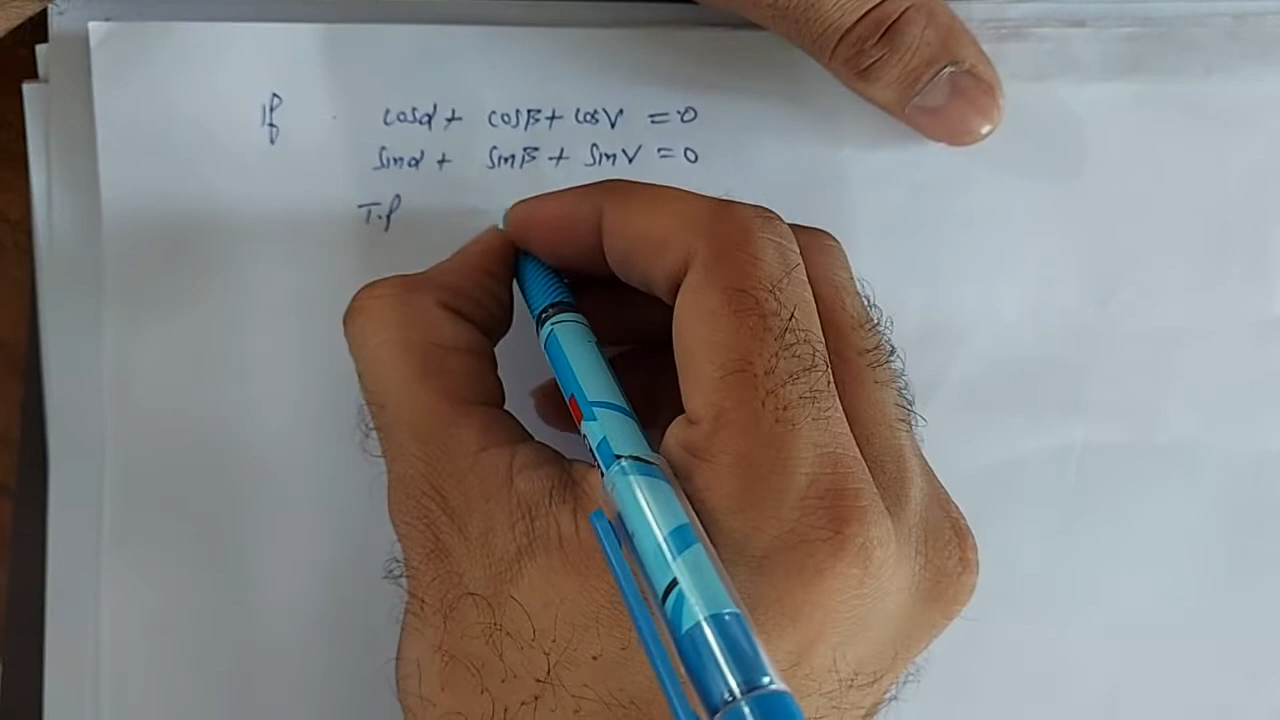 If cosα + cosβ + cosγ = 0
sinα + sinβ + sinγ = 0
T.P